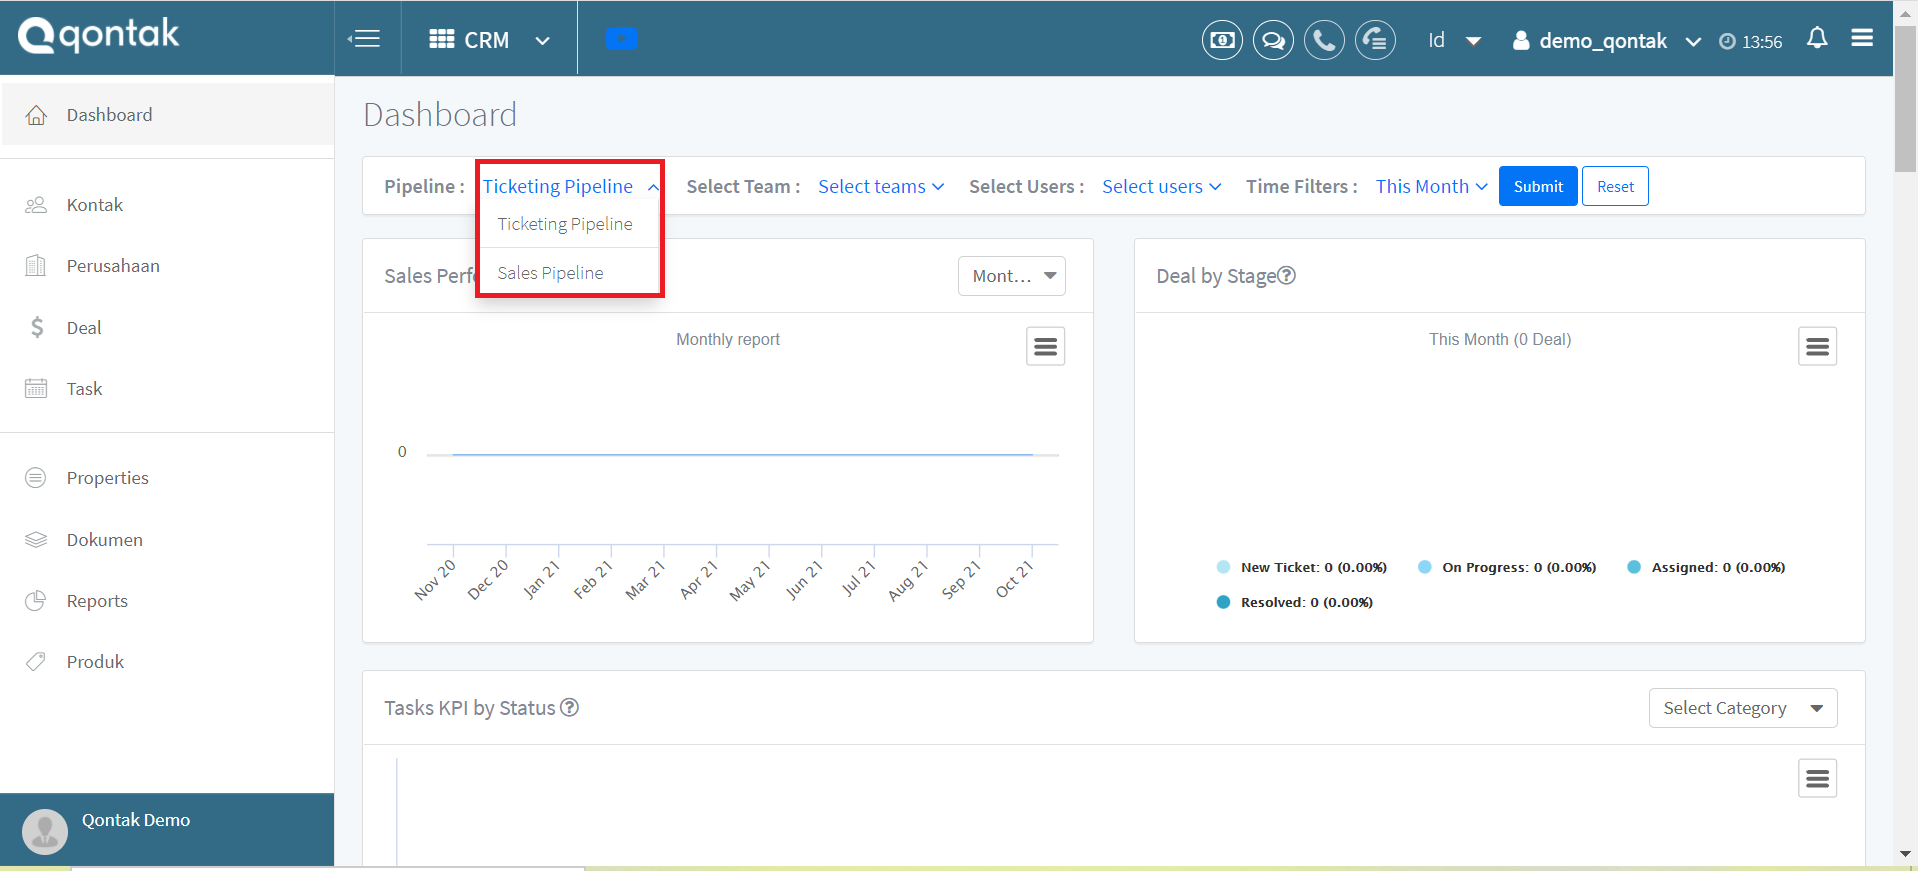 qontak
CRM
Id
demo_qontak
13:56
Dashboard
Kontak
Perusahaan
Deal
Task
Properties
Dokumen
Reports
Produk
Qontak Demo
Dashboard
Pipeline : Ticketing Pipeline Select Team : Select teams Select Users : Select users Time Filters : This Month Submit Reset
Ticketing Pipeline
Sales Pipeline
Sales Perfo
Mont...
Monthly report
0
Nov 20 Dec 20 Jan 21 Feb 21 Mar 21 Apr 21 May 21 Jun 21 Jul 21 Aug 21 Sep 21 Oct 21
Deal by Stage
This Month (0 Deal)
New Ticket: 0 (0.00%) On Progress: 0 (0.00%) Assigned: 0 (0.00%)
Resolved: 0 (0.00%)
Tasks KPI by Status
Select Category